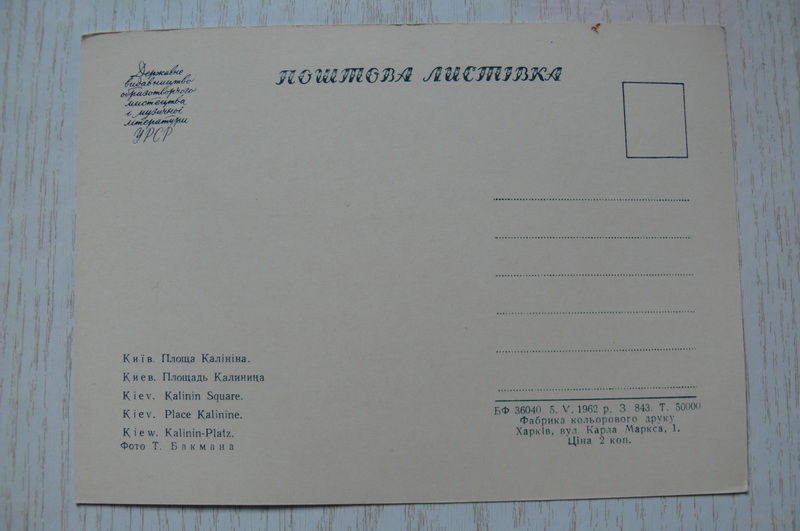 Державне
видавництво
образотворчого
мистецтва
і музичної
літератури
УРСР
ПОШТОВА ЛИСТІВКА
Київ. Площа Калініна.
Киев. Площадь Калинина
Kiev. Kalinin Square.
Kiev. Place Kalinine.
Kiew. Kalinin-Platz.
Фото Т. Бакмана
БФ 36040 5. V. 1962 р. З 843. Т. 50000
Фабрика кольорового друку
Харків, вул. Карла Маркса, 1.
Ціна 2 коп.